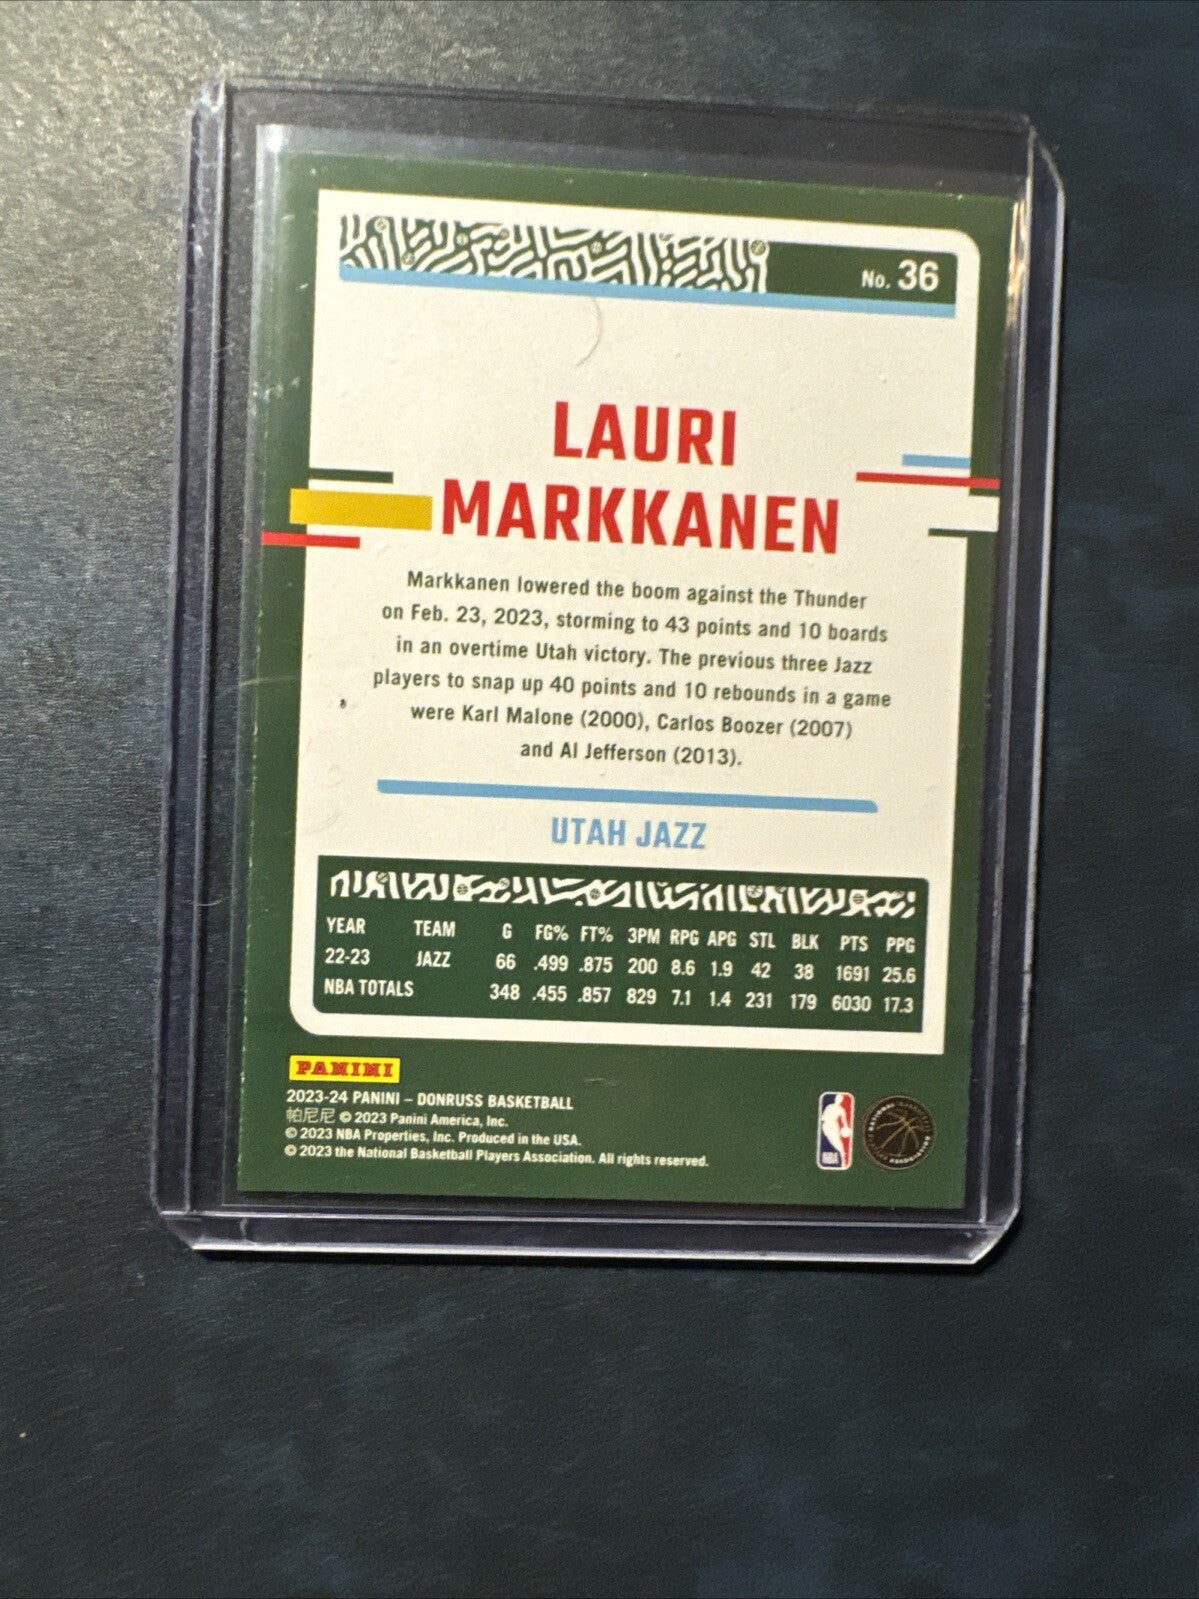 No. 36
LAURI
MARKKANEN
Markkanen lowered the boom against the Thunder
on Feb. 23, 2023, storming to 43 points and 10 boards
in an overtime Utah victory. The previous three Jazz
players to snap up 40 points and 10 rebounds in a game
were Karl Malone (2000), Carlos Boozer (2007)
and Al Jefferson (2013).
UTAH JAZZ
YEAR TEAM G FG% FT% 3PM RPG APG STL BLK PTS PPG
22-23 JAZZ 66 .499 .875 200 8.6 1.9 42 38 1691 25.6
NBA TOTALS 348 .455 .857 829 7.1 1.4 231 179 6030 17.3
PANINI
2023-24 PANINI – DONRUSS BASKETBALL
帕尼尼 © 2023 Panini America, Inc.
© 2023 NBA Properties, Inc. Produced in the USA.
© 2023 the National Basketball Players Association. All rights reserved.
NBA